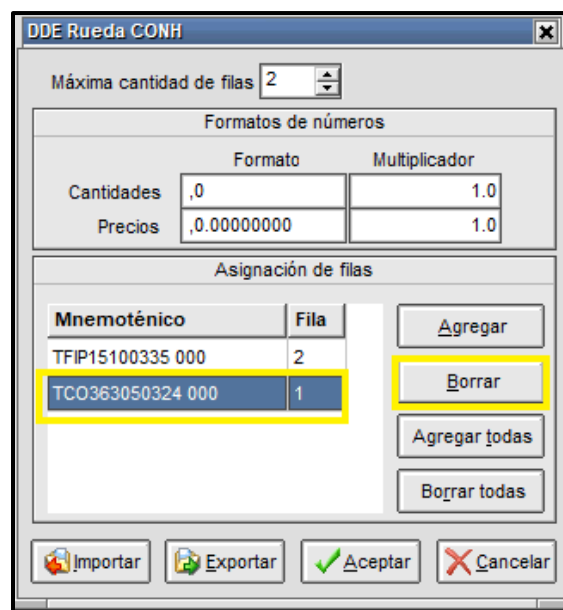 DDE Rueda CONH
Máxima cantidad de filas 2
Formatos de números
Formato Multiplicador
Cantidades ,0 1.0
Precios ,0.00000000 1.0
Asignación de filas
Mnemoténico Fila
TFIP15100335 000 2
TCO363050324 000 1
Agregar
Borrar
Agregar todas
Borrar todas
Importar Exportar Aceptar Cancelar